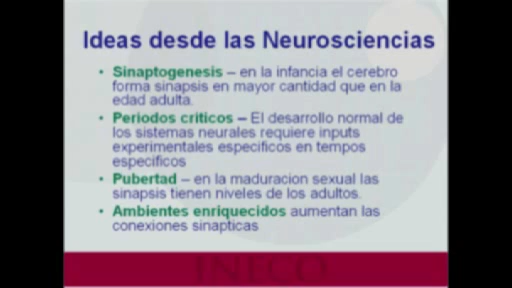 Ideas desde las Neurosciencias
• Sinaptogenesis – en la infancia el cerebro
forma sinapsis en mayor cantidad que en la
edad adulta.
• Periodos criticos – El desarrollo normal de
los sistemas neurales requiere inputs
experimentales especificos en tempos
especificos
• Pubertad – en la maduracion sexual las
sinapsis tienen niveles de los adultos.
• Ambientes enriquecidos aumentan las
conexiones sinapticas
INECO